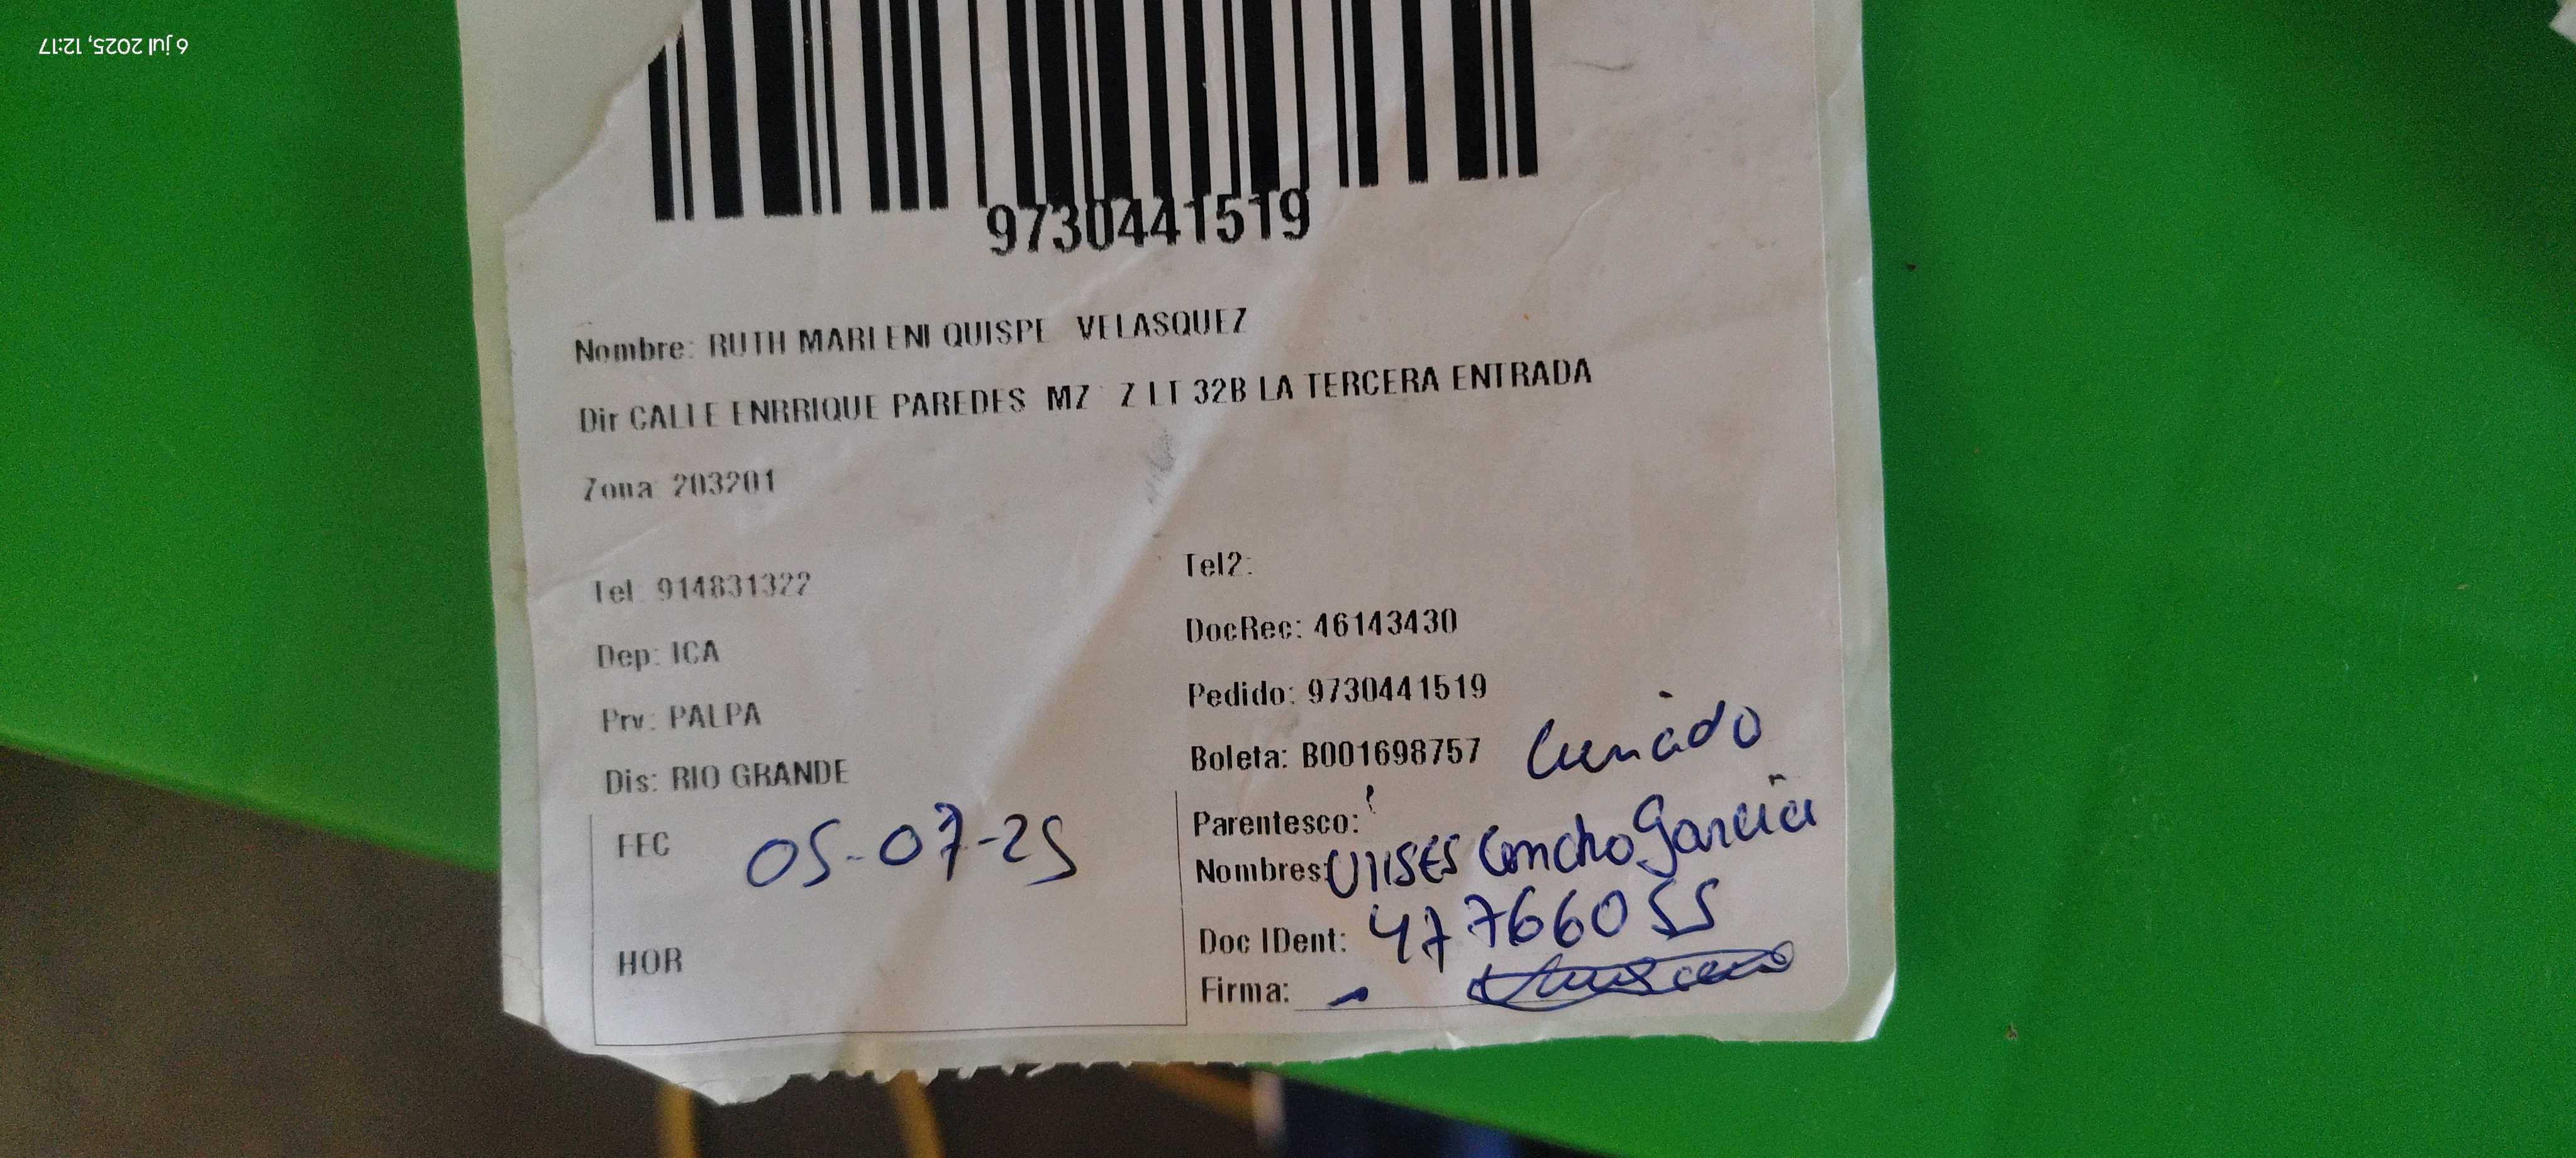 6 jul 2025, 12:17
9730441519
Nombre: RUTH MARLENI QUISPE VELASQUEZ
Dir CALLE ENRRIQUE PAREDES MZ Z LT 32B LA TERCERA ENTRADA
Zona 203201
Tel: 914831322
Tel2:
Dep: ICA
DocRec: 46143430
Prv: PALPA
Pedido: 9730441519
Dis: RIO GRANDE
Boleta: B001698757
Cuñado
FEC 05-07-25
Parentesco:
Nombres: Ulises Concho Garcia
HOR
Doc IDent: 47766055
Firma: